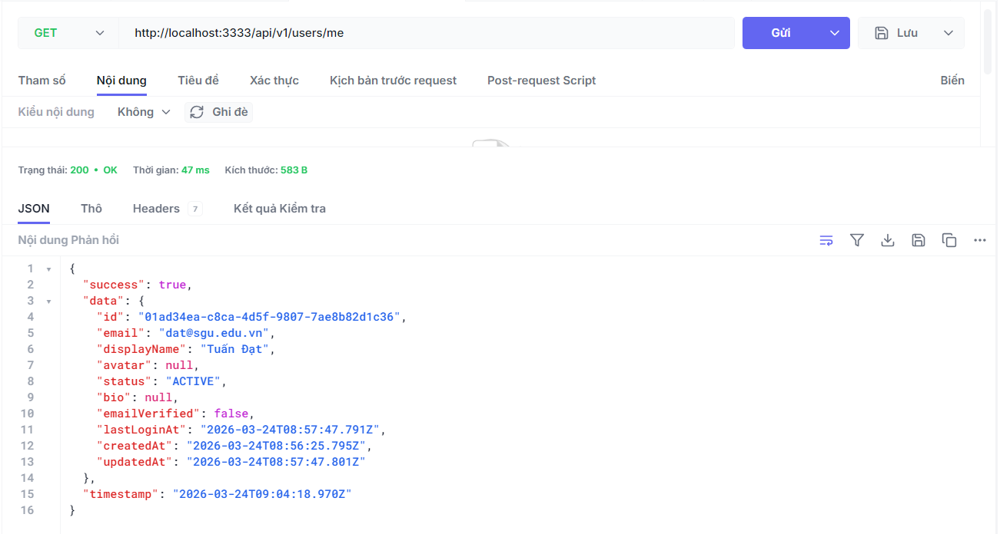 GET http://localhost:3333/api/v1/users/me Gửi Lưu
Tham số Nội dung Tiêu đề Xác thực Kịch bản trước request Post-request Script Biến
Kiểu nội dung Không Ghi đè
Trạng thái: 200 • OK Thời gian: 47 ms Kích thước: 583 B
JSON Thô Headers 7 Kết quả Kiểm tra
Nội dung Phản hồi
1 {
2 "success": true,
3 "data": {
4 "id": "01ad34ea-c8ca-4d5f-9807-7ae8b82d1c36",
5 "email": "dat@sgu.edu.vn",
6 "displayName": "Tuấn Đạt",
7 "avatar": null,
8 "status": "ACTIVE",
9 "bio": null,
10 "emailVerified": false,
11 "lastLoginAt": "2026-03-24T08:57:47.791Z",
12 "createdAt": "2026-03-24T08:56:25.795Z",
13 "updatedAt": "2026-03-24T08:57:47.801Z"
14 },
15 "timestamp": "2026-03-24T09:04:18.970Z"
16 }